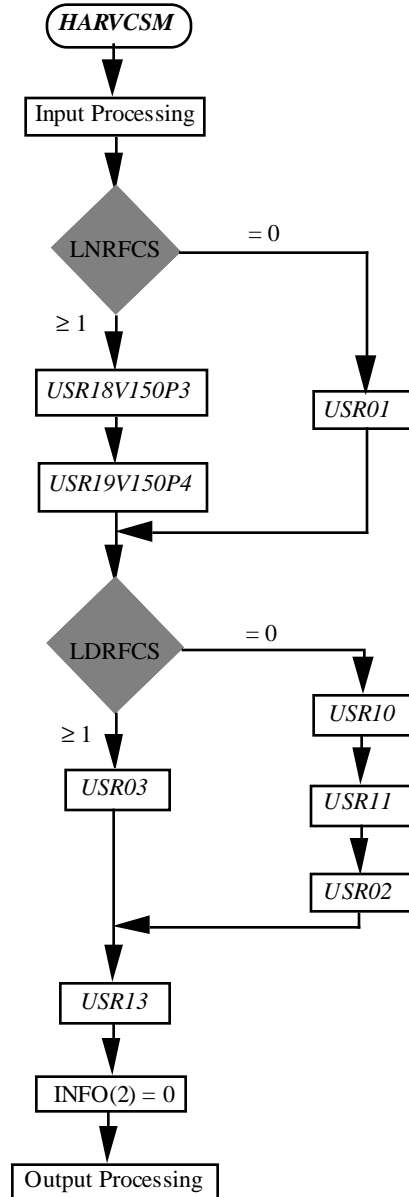 HARVCSM
Input Processing
LNRFCS
= 0
≥ 1
USR18V150P3
USR01
USR19V150P4
LDRFCS
= 0
≥ 1
USR10
USR03
USR11
USR02
USR13
INFO(2) = 0
Output Processing